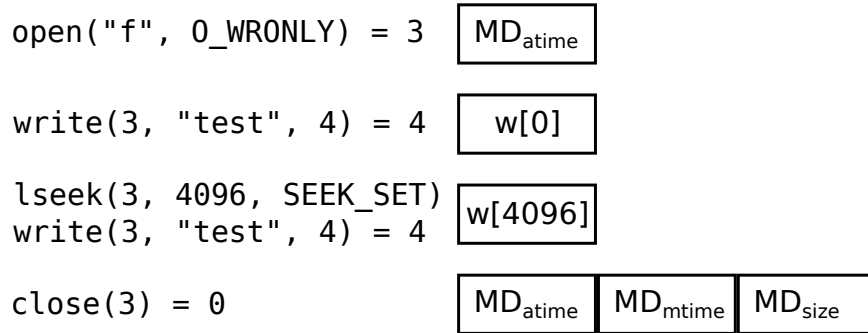 open("f", O_WRONLY) = 3 MDatime
write(3, "test", 4) = 4 w[0]
lseek(3, 4096, SEEK_SET)
write(3, "test", 4) = 4 w[4096]
close(3) = 0 MDatime MDmtime MDsize